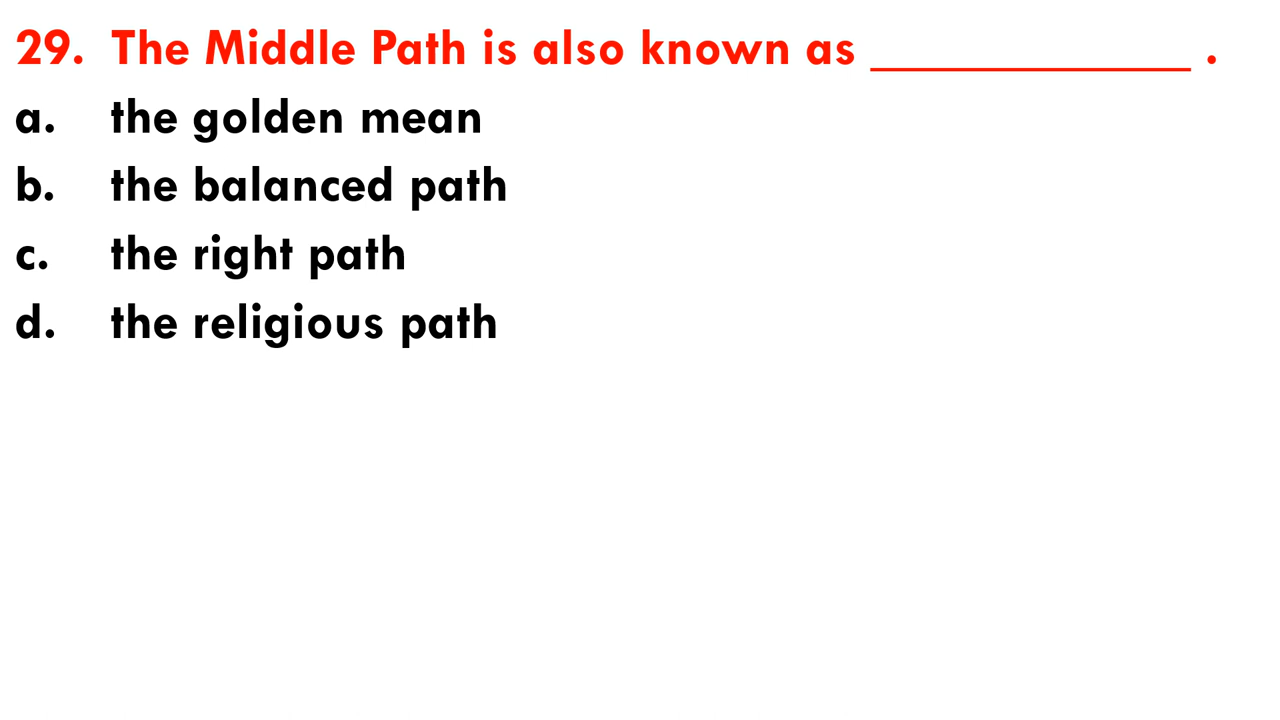 29. The Middle Path is also known as ____________ .
a. the golden mean
b. the balanced path
c. the right path
d. the religious path